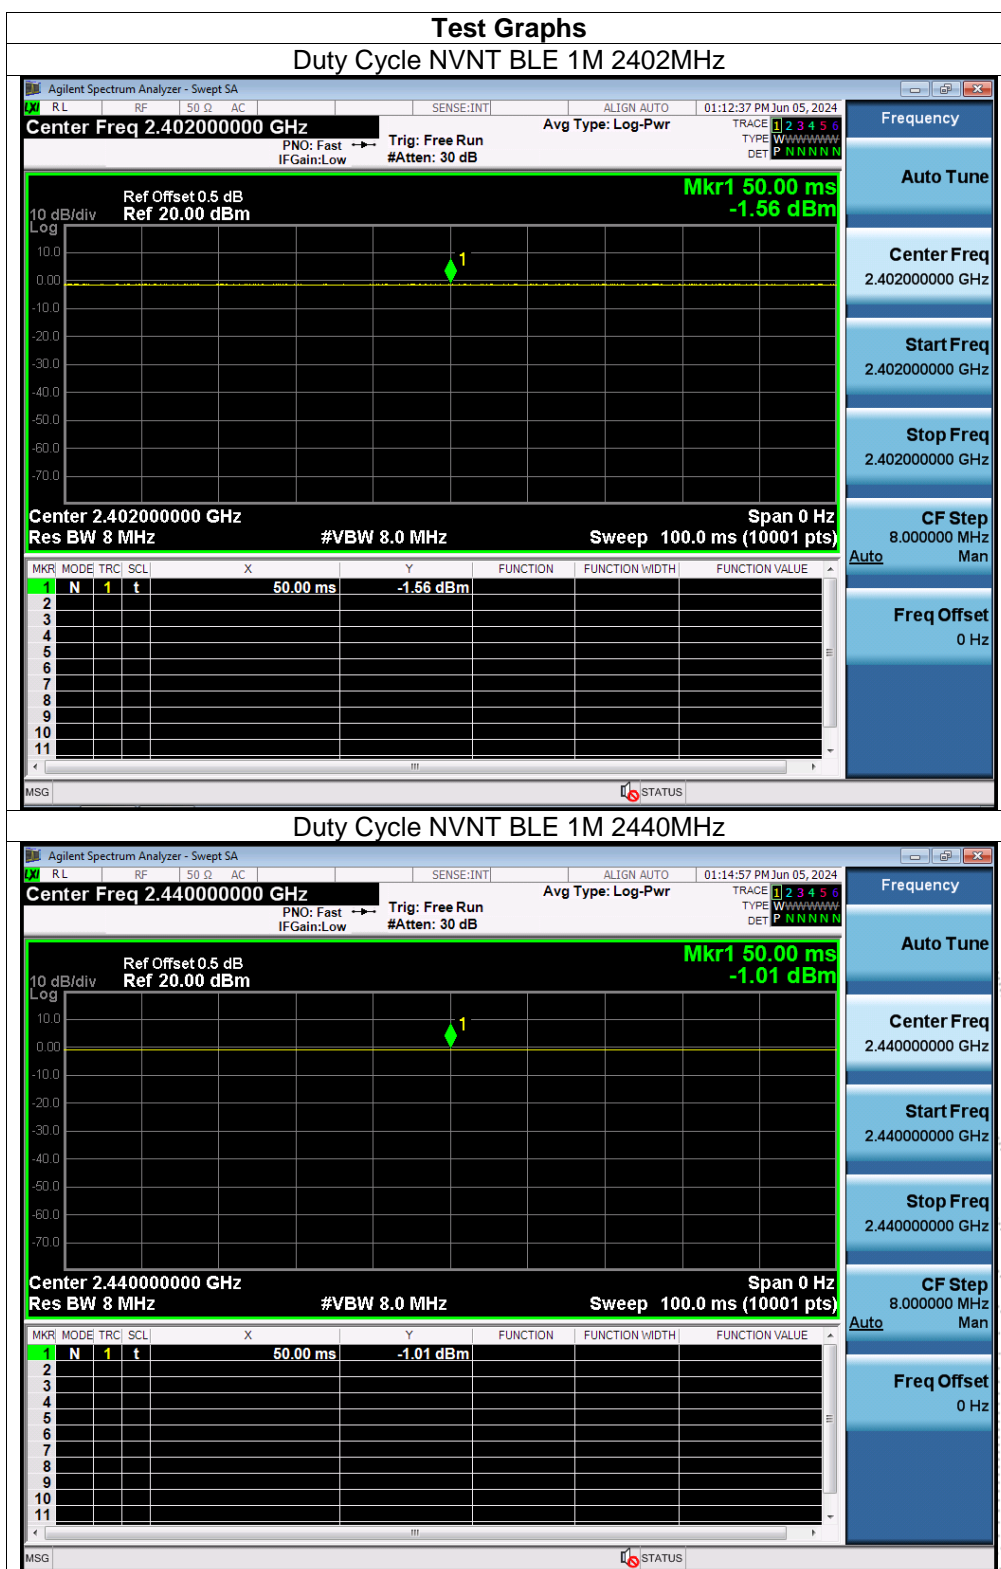 Test Graphs
Duty Cycle NVNT BLE 1M 2402MHz
Agilent Spectrum Analyzer - Swept SA
LXI RL RF 50 Ω AC SENSE:INT ALIGN AUTO 01:12:37 PM Jun 05, 2024
Center Freq 2.402000000 GHz Avg Type: Log-Pwr TRACE 1 2 3 4 5 6
PNO: Fast Trig: Free Run TYPE WWWWWW
IFGain:Low #Atten: 30 dB DET P N N N N N
Frequency
Auto Tune
Center Freq
2.402000000 GHz
Start Freq
2.402000000 GHz
Stop Freq
2.402000000 GHz
CF Step
8.000000 MHz
Auto Man
Freq Offset
0 Hz
Mkr1 50.00 ms
-1.56 dBm
Ref Offset 0.5 dB
10 dB/div Ref 20.00 dBm
Log
1
10.0
0.00
-10.0
-20.0
-30.0
-40.0
-50.0
-60.0
-70.0
Center 2.402000000 GHz Span 0 Hz
Res BW 8 MHz #VBW 8.0 MHz Sweep 100.0 ms (10001 pts)
MKR MODE TRC SCL X Y FUNCTION FUNCTION WIDTH FUNCTION VALUE
1 N 1 t 50.00 ms -1.56 dBm
2
3
4
5
6
7
8
9
10
11
MSG STATUS
Duty Cycle NVNT BLE 1M 2440MHz
Agilent Spectrum Analyzer - Swept SA
LXI RL RF 50 Ω AC SENSE:INT ALIGN AUTO 01:14:57 PM Jun 05, 2024
Center Freq 2.440000000 GHz Avg Type: Log-Pwr TRACE 1 2 3 4 5 6
PNO: Fast Trig: Free Run TYPE WWWWWW
IFGain:Low #Atten: 30 dB DET P N N N N N
Frequency
Auto Tune
Center Freq
2.440000000 GHz
Start Freq
2.440000000 GHz
Stop Freq
2.440000000 GHz
CF Step
8.000000 MHz
Auto Man
Freq Offset
0 Hz
Mkr1 50.00 ms
-1.01 dBm
Ref Offset 0.5 dB
10 dB/div Ref 20.00 dBm
Log
1
10.0
0.00
-10.0
-20.0
-30.0
-40.0
-50.0
-60.0
-70.0
Center 2.440000000 GHz Span 0 Hz
Res BW 8 MHz #VBW 8.0 MHz Sweep 100.0 ms (10001 pts)
MKR MODE TRC SCL X Y FUNCTION FUNCTION WIDTH FUNCTION VALUE
1 N 1 t 50.00 ms -1.01 dBm
2
3
4
5
6
7
8
9
10
11
MSG STATUS